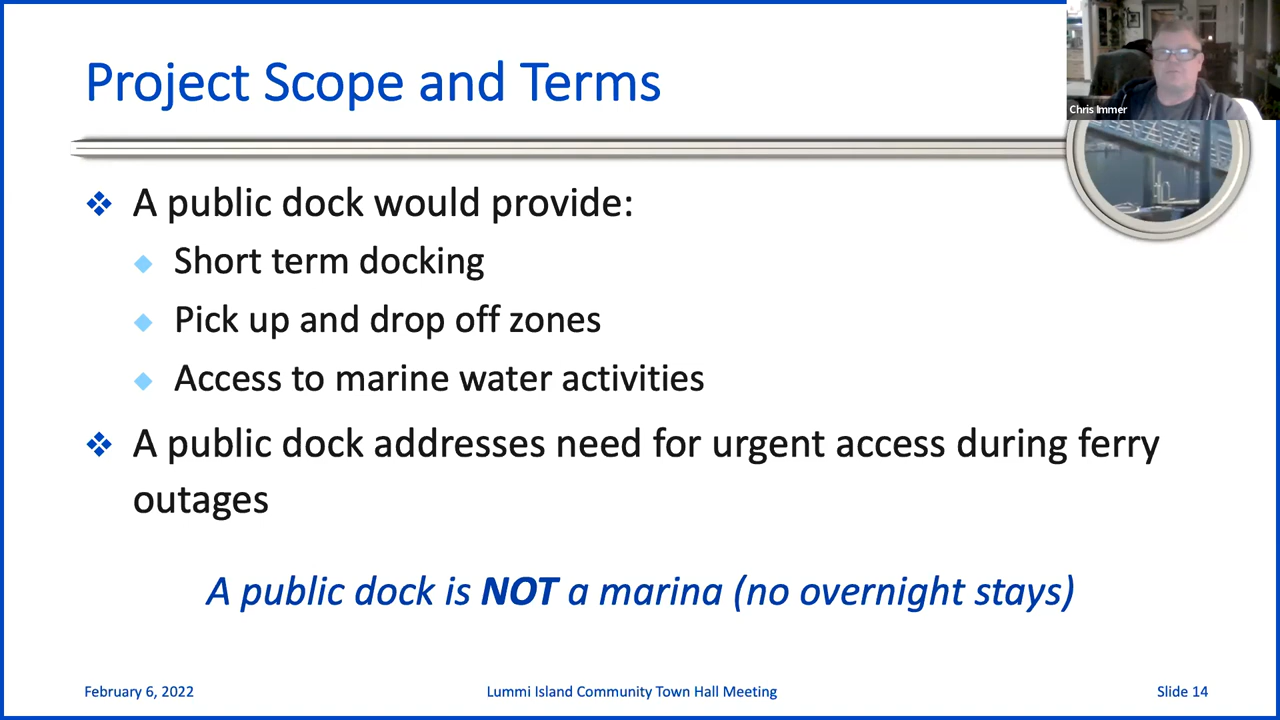 Project Scope and Terms
Chris Immer
A public dock would provide:
Short term docking
Pick up and drop off zones
Access to marine water activities
A public dock addresses need for urgent access during ferry
outages
A public dock is NOT a marina (no overnight stays)
February 6, 2022
Lummi Island Community Town Hall Meeting
Slide 14